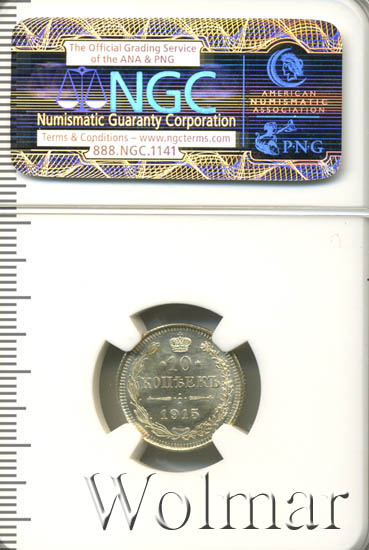 The Official Grading Service
of the ANA & PNG
NGC
Numismatic Guaranty Corporation
Terms & Conditions – www.ngcterms.com
888.NGC.1141
AMERICAN
NUMISMATIC
ASSOCIATION
PNG
10
КОПѢЕКЪ
1915
Wolmar